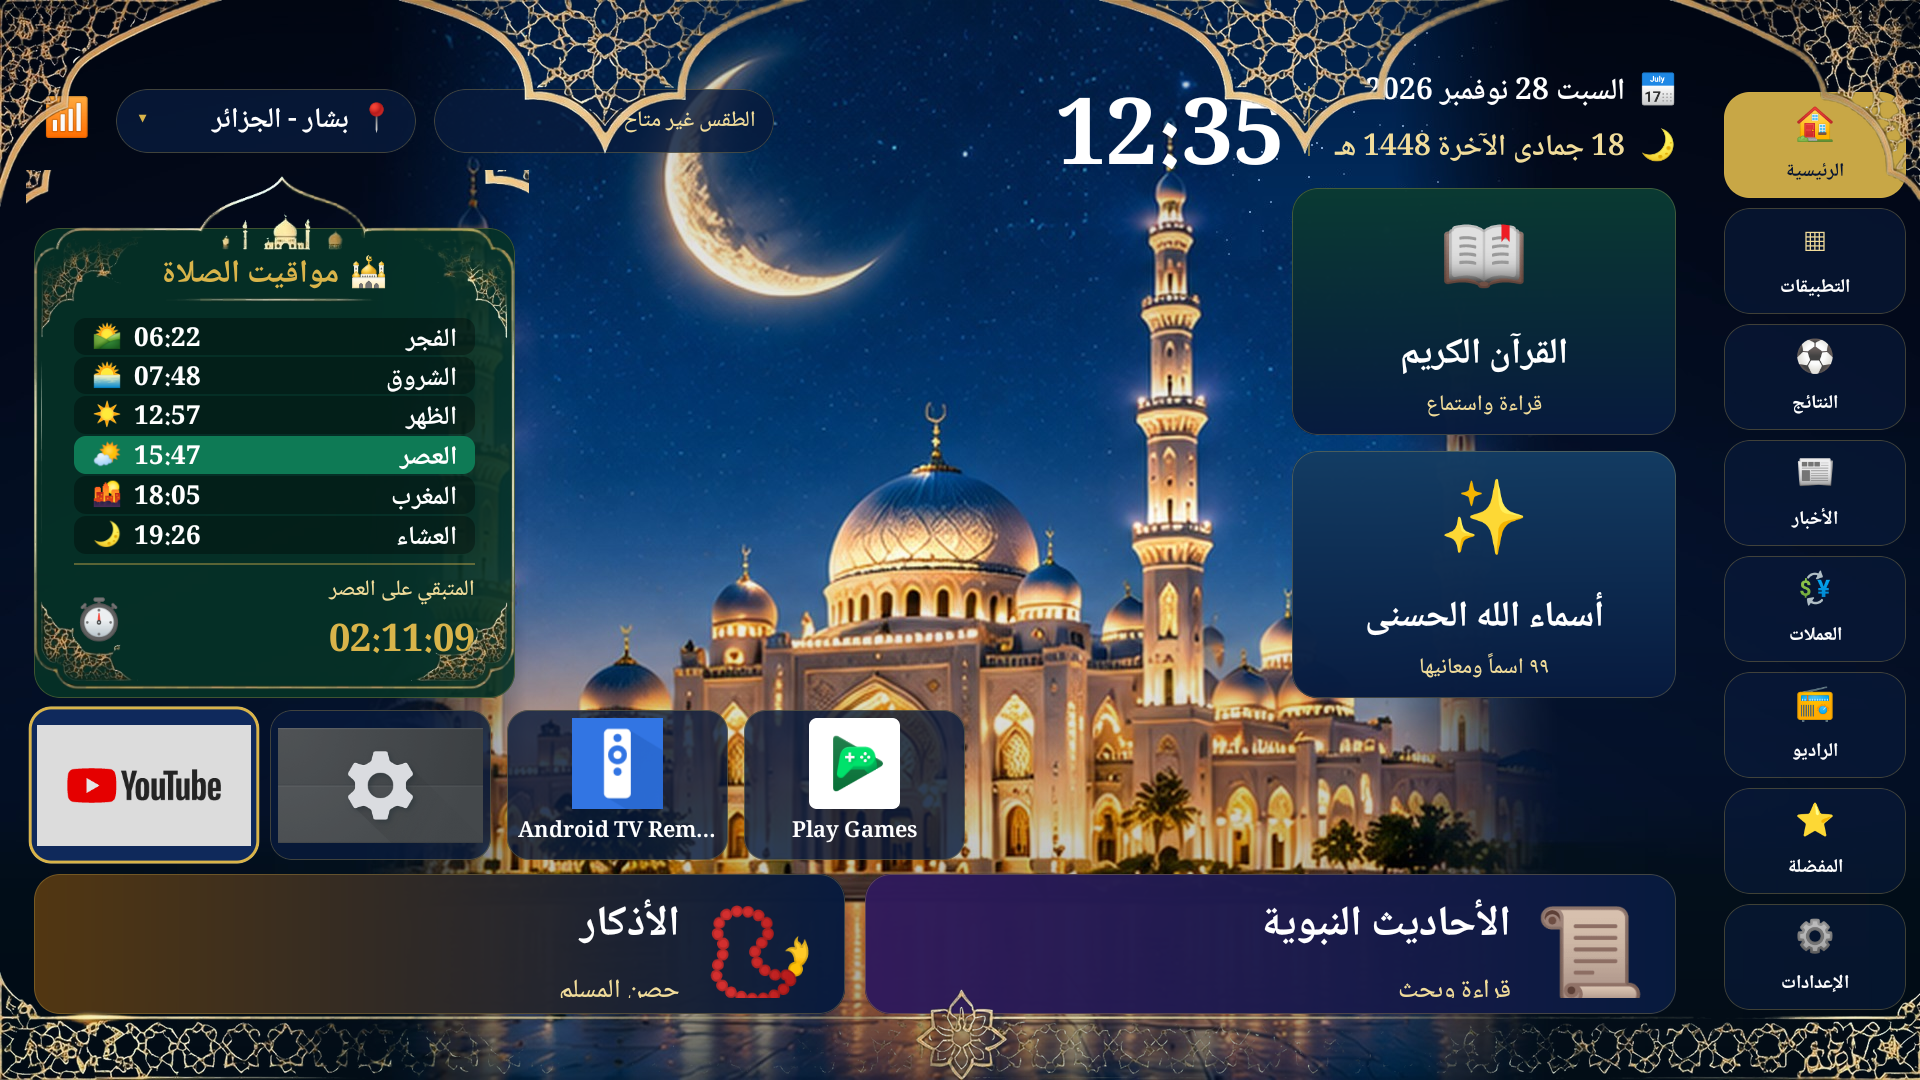 السبت 28 نوفمبر 2026
18 جمادى الآخرة 1448 هـ
12:35
الطقس غير متاح
بشار - الجزائر
الرئيسية
التطبيقات
النتائج
الأخبار
العملات
الراديو
المفضلة
الإعدادات
القرآن الكريم
قراءة واستماع
أسماء الله الحسنى
٩٩ اسماً ومعانيها
مواقيت الصلاة
الفجر 06:22
الشروق 07:48
الظهر 12:57
العصر 15:47
المغرب 18:05
العشاء 19:26
المتبقي على العصر
02:11:09
YouTube
Android TV Rem...
Play Games
الأحاديث النبوية
قراءة وبحث
الأذكار
حصن المسلم
July
17